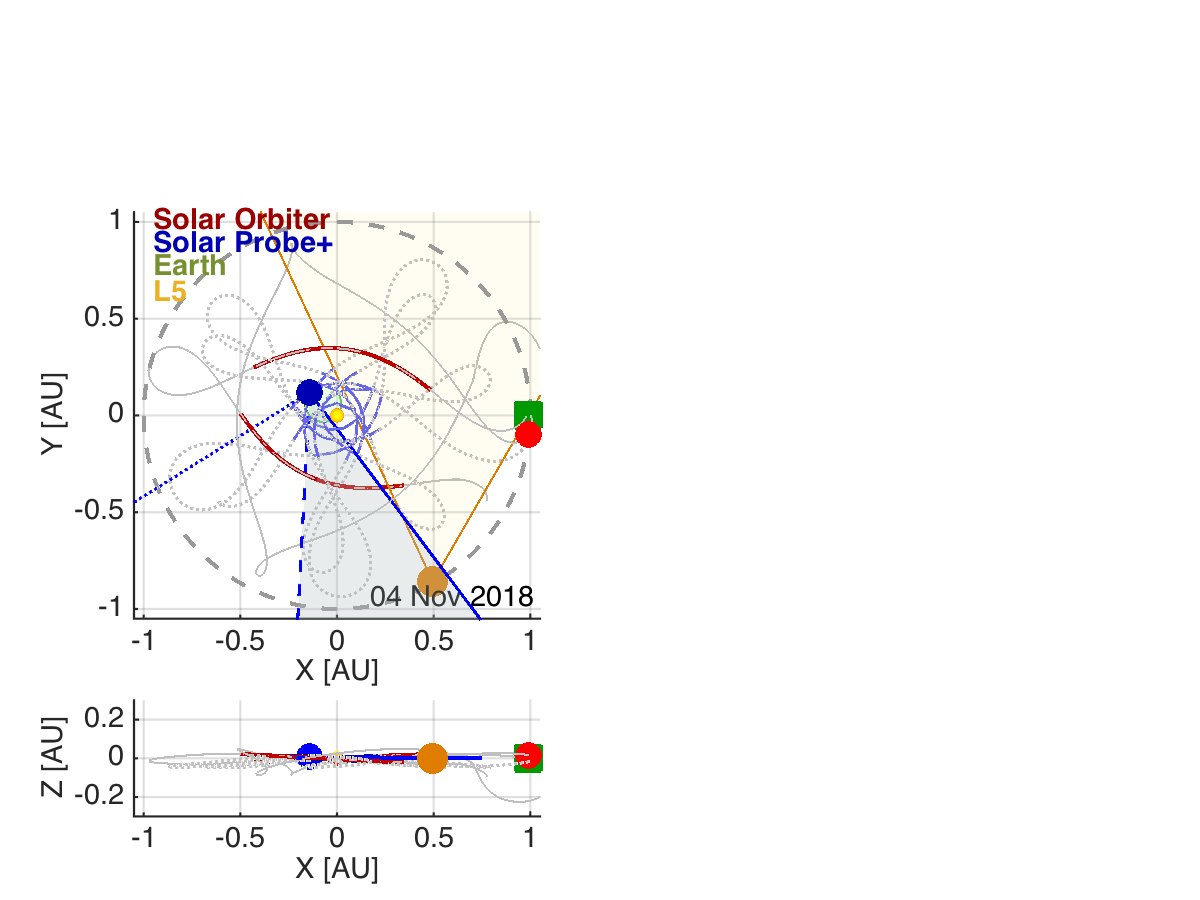 Solar Orbiter
Solar Probe+
Earth
L5
1
0.5
0
-0.5
-1
Y [AU]
04 Nov 2018
-1 -0.5 0 0.5 1
X [AU]
0.2
0
-0.2
Z [AU]
-1 -0.5 0 0.5 1
X [AU]